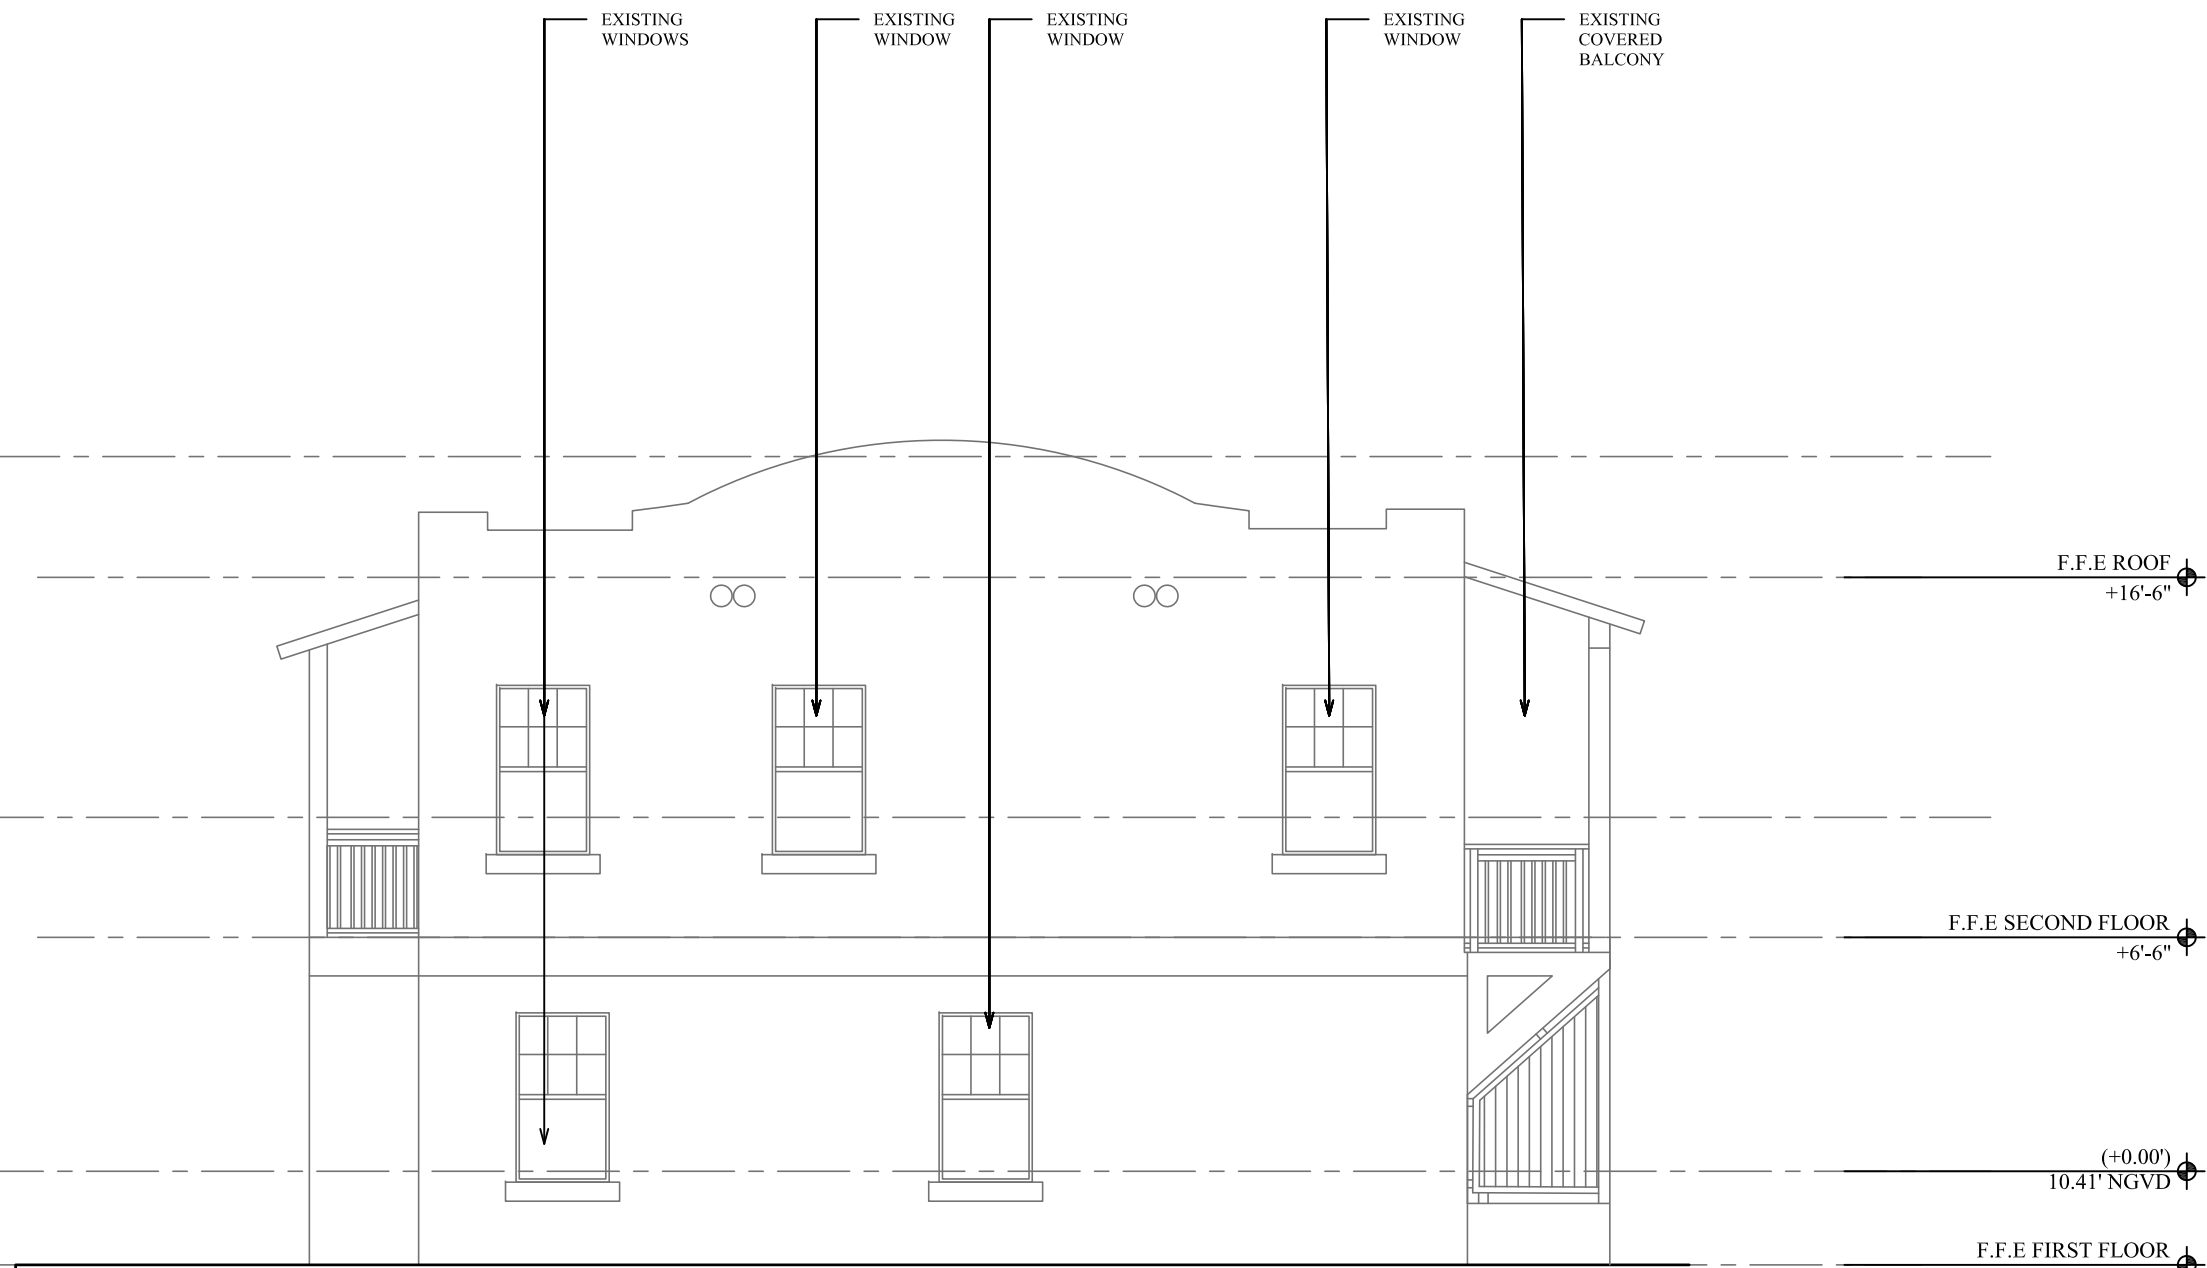 EXISTING
WINDOWS
EXISTING
WINDOW
EXISTING
WINDOW
EXISTING
WINDOW
EXISTING
COVERED
BALCONY
F.F.E ROOF
+16'-6"
F.F.E SECOND FLOOR
+6'-6"
(+0.00')
10.41' NGVD
F.F.E FIRST FLOOR